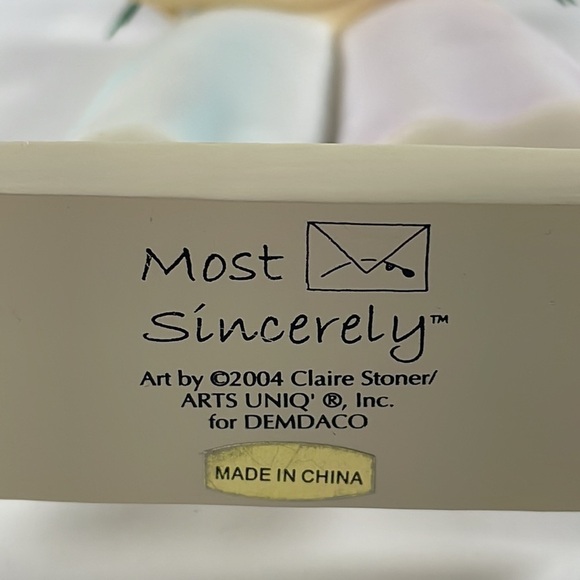 Most
Sincerely™
Art by ©2004 Claire Stoner/
ARTS UNIQ' ®, Inc.
for DEMDACO
MADE IN CHINA